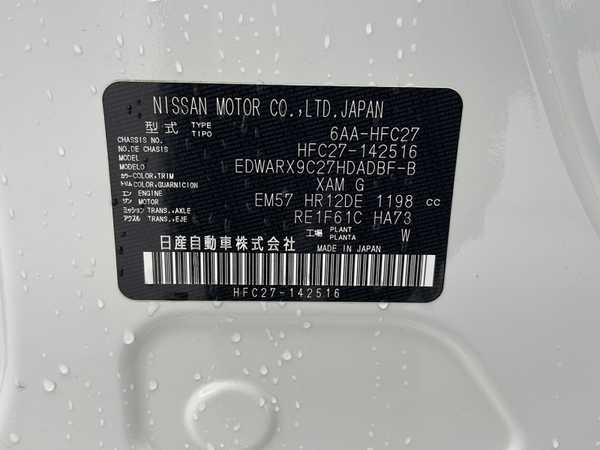 NISSAN MOTOR CO.,LTD.JAPAN
型式 TYPE TIPO 6AA-HFC27
CHASSIS NO. NO.DE CHASSIS HFC27-142516
MODEL MODELO EDWARX9C27HDADBF-B
カラー COLOR,TRIM トリム COLOR,GUARNICION XAM G
エンジン ENGINE MOTOR EM57 HR12DE 1198 cc
ミッション TRANS.,AXLE アクスル TRANS.,EJE RE1F61C HA73
工場 PLANT PLANTA W
日産自動車株式会社 MADE IN JAPAN
HFC27-142516